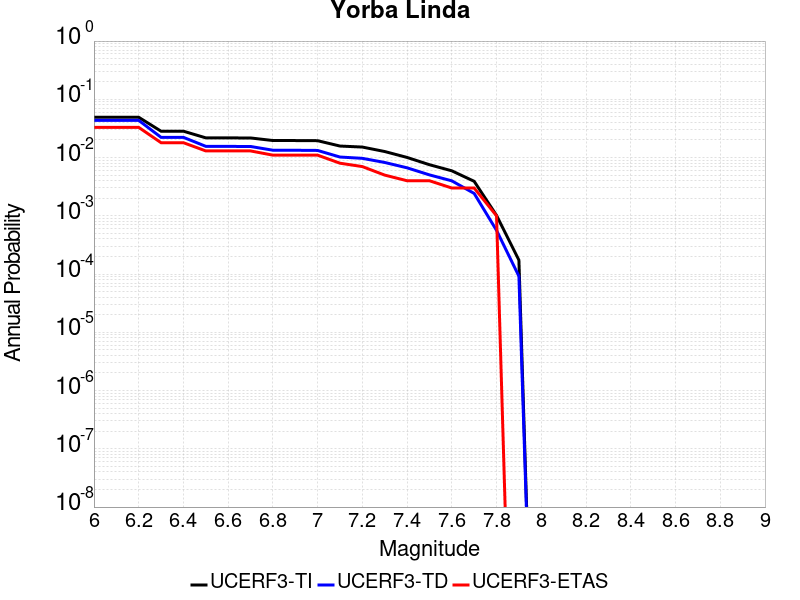 Yorba Linda
10^0
10^-1
10^-2
10^-3
10^-4
10^-5
10^-6
10^-7
10^-8
Annual Probability
6 6.2 6.4 6.6 6.8 7 7.2 7.4 7.6 7.8 8 8.2 8.4 8.6 8.8 9
Magnitude
UCERF3-TI UCERF3-TD UCERF3-ETAS